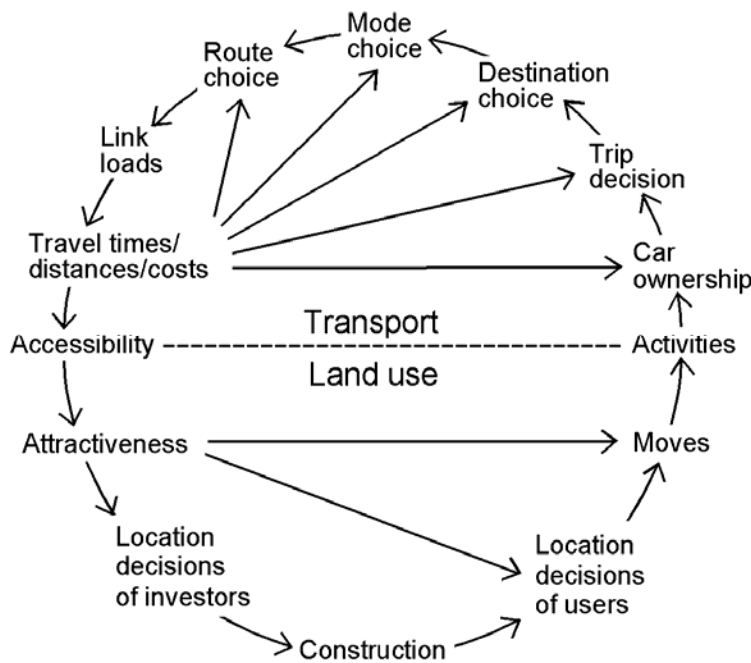 Mode
choice
Route
choice
Destination
choice
Link
loads
Trip
decision
Travel times/
distances/costs
Car
ownership
Transport
Accessibility
Activities
Land use
Attractiveness
Moves
Location
decisions
of investors
Location
decisions
of users
Construction